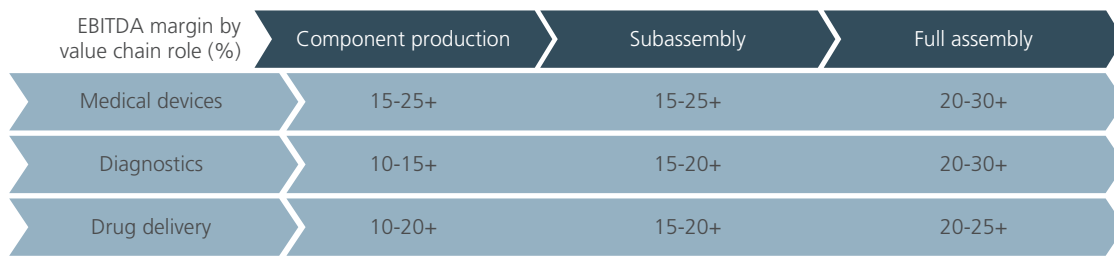 EBITDA margin by
value chain role (%)
Component production
Subassembly
Full assembly
Medical devices
15-25+
15-25+
20-30+
Diagnostics
10-15+
15-20+
20-30+
Drug delivery
10-20+
15-20+
20-25+